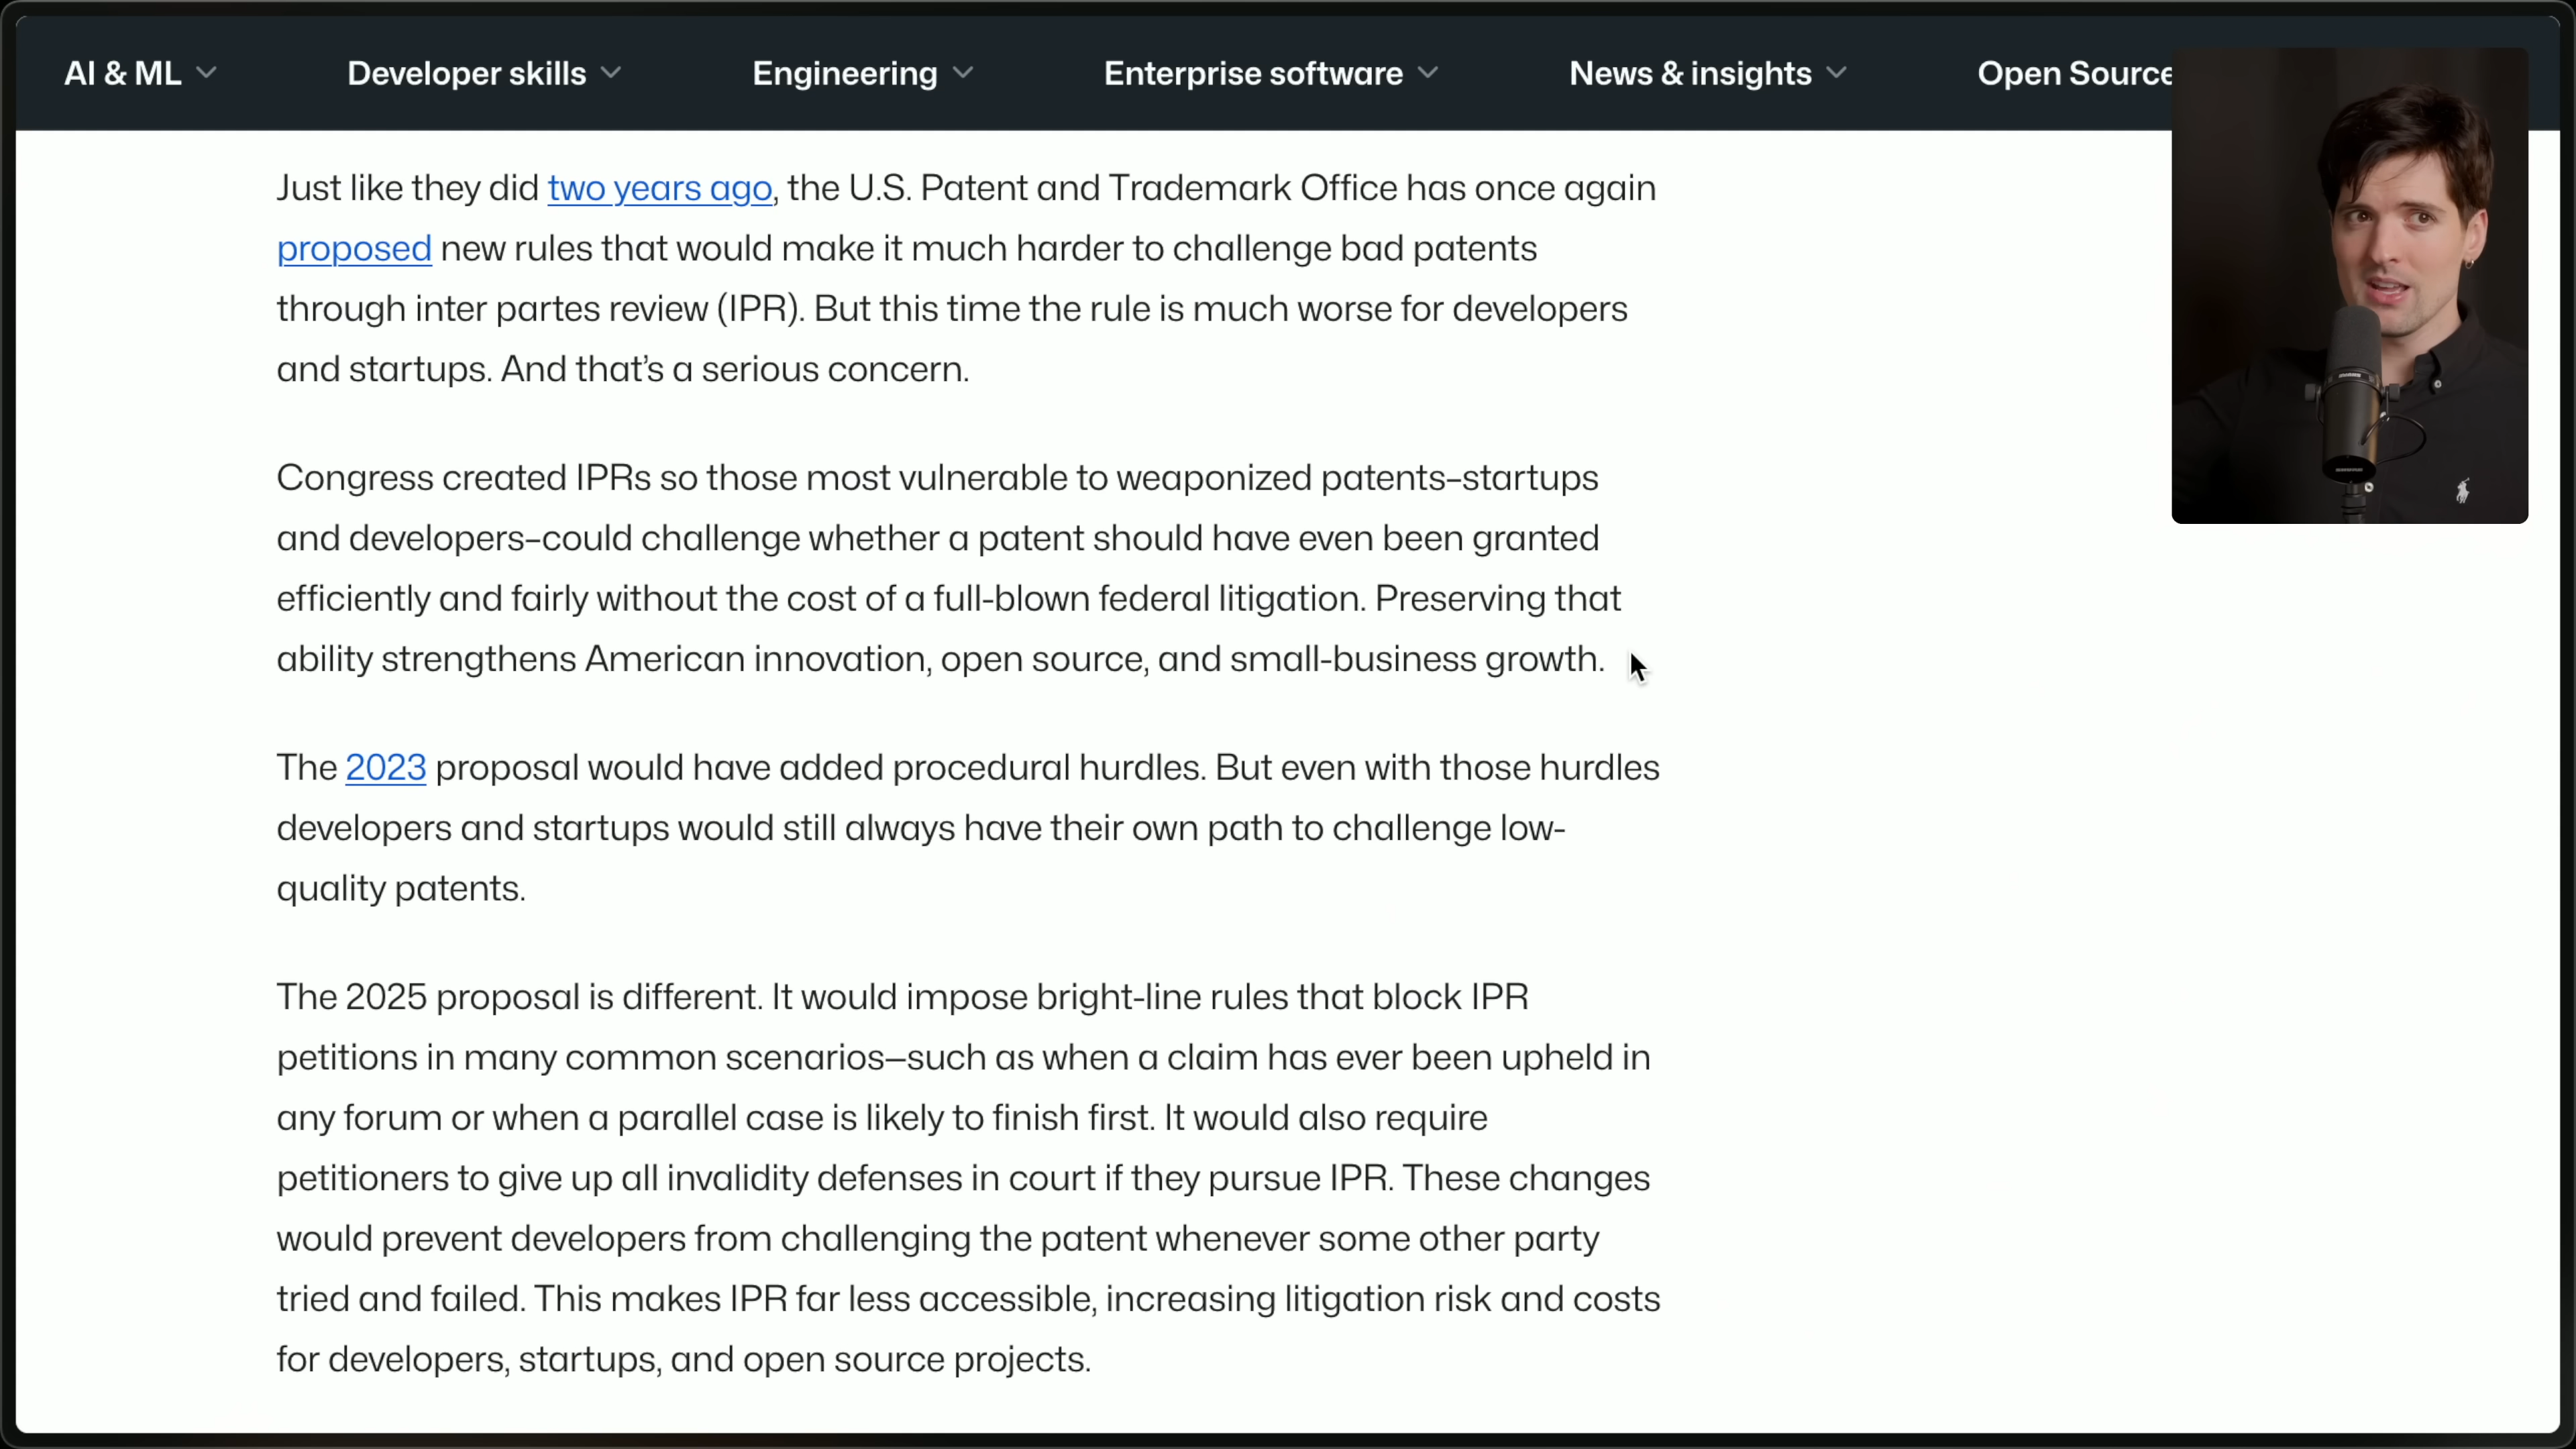 AI & ML
Developer skills
Engineering
Enterprise software
News & insights
Open Source
Just like they did two years ago, the U.S. Patent and Trademark Office has once again
proposed new rules that would make it much harder to challenge bad patents
through inter partes review (IPR). But this time the rule is much worse for developers
and startups. And that’s a serious concern.
Congress created IPRs so those most vulnerable to weaponized patents–startups
and developers–could challenge whether a patent should have even been granted
efficiently and fairly without the cost of a full-blown federal litigation. Preserving that
ability strengthens American innovation, open source, and small-business growth.
The 2023 proposal would have added procedural hurdles. But even with those hurdles
developers and startups would still always have their own path to challenge low-
quality patents.
The 2025 proposal is different. It would impose bright-line rules that block IPR
petitions in many common scenarios—such as when a claim has ever been upheld in
any forum or when a parallel case is likely to finish first. It would also require
petitioners to give up all invalidity defenses in court if they pursue IPR. These changes
would prevent developers from challenging the patent whenever some other party
tried and failed. This makes IPR far less accessible, increasing litigation risk and costs
for developers, startups, and open source projects.